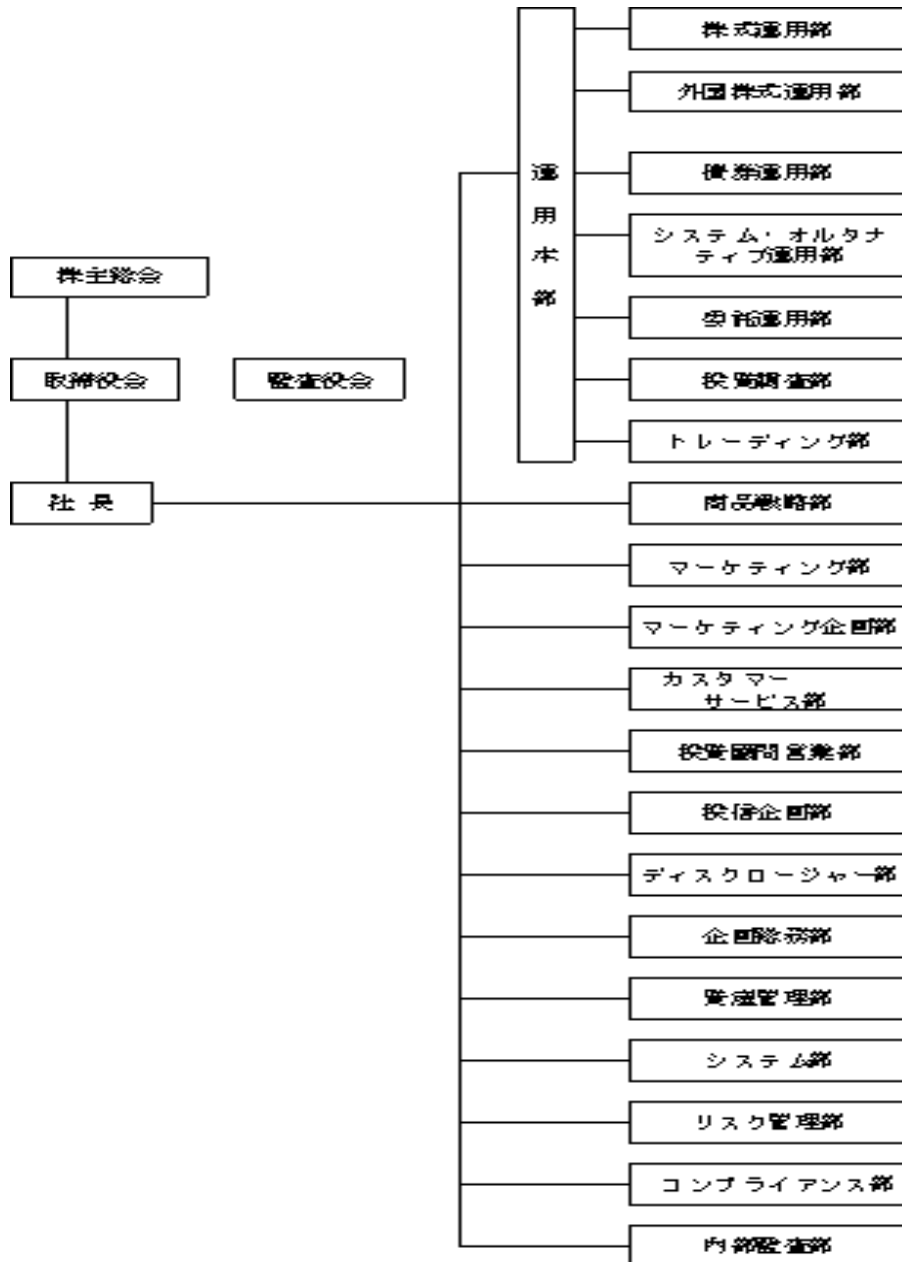 株式運用部
外国株式運用部
運用本部
債券運用部
システム・オルタナ
ティブ運用部
株主総会
委託運用部
取締役会
監査役会
投資調査部
トレーディング部
社長
商品戦略部
マーケティング部
マーケティング企画部
カスタマー
サービス部
投資顧問営業部
投信企画部
ディスクロージャー部
企画総務部
資産管理部
システム部
リスク管理部
コンプライアンス部
内部監査部